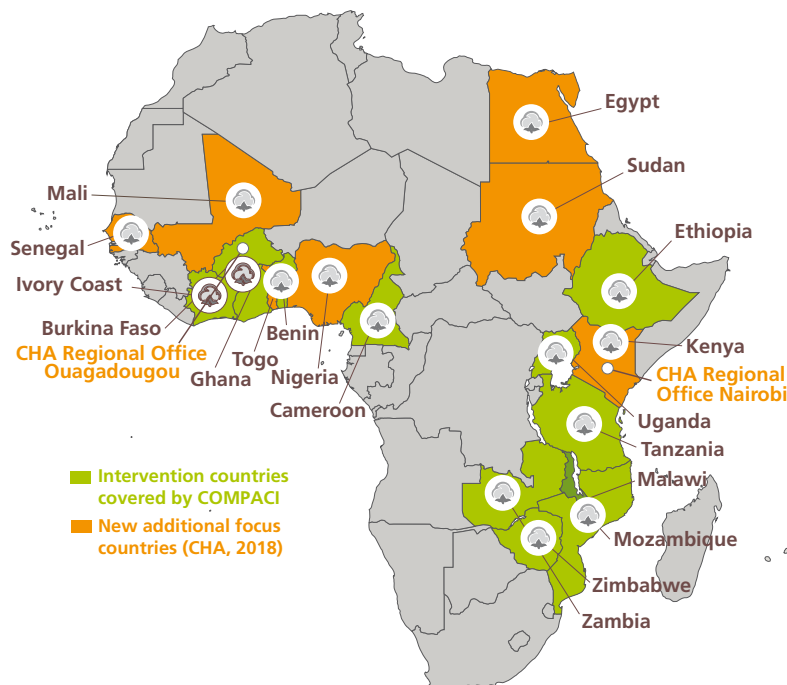 Egypt
Sudan
Mali
Ethiopia
Senegal
Ivory Coast
Burkina Faso
CHA Regional Office
Ouagadougou
Ghana
Togo
Benin
Nigeria
Cameroon
Kenya
CHA Regional
Office Nairobi
Uganda
Tanzania
Malawi
Mozambique
Zimbabwe
Zambia
Intervention countries
covered by COMPACI
New additional focus
countries (CHA, 2018)